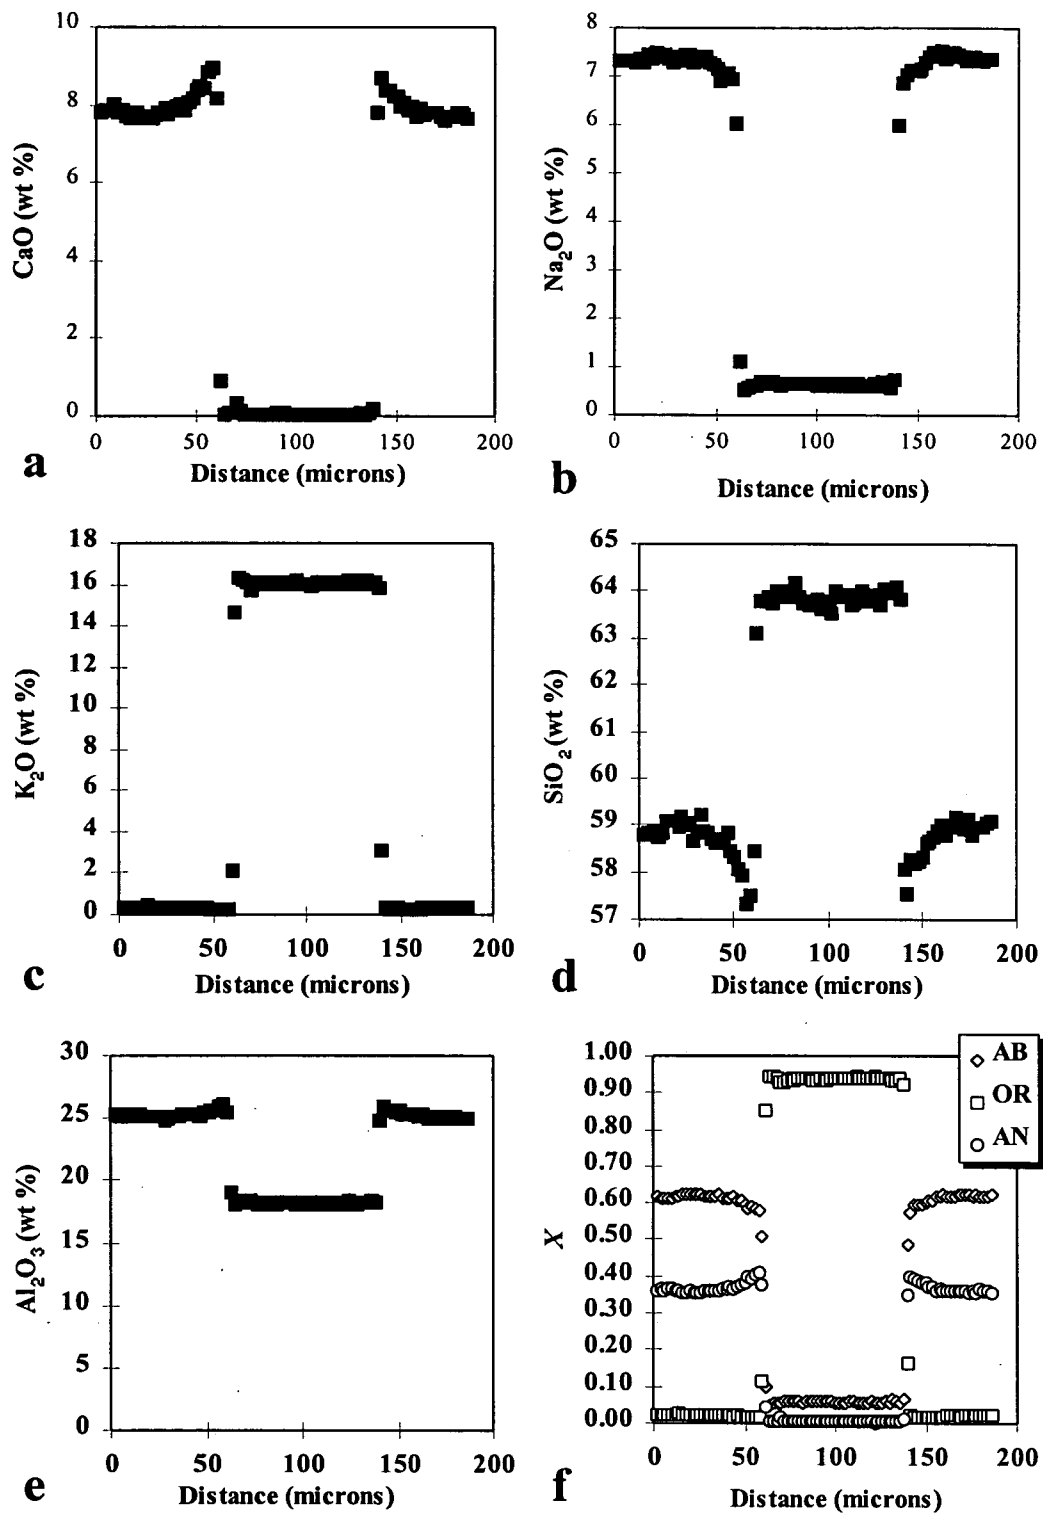 10
8
6
4
2
0
0 50 100 150 200
CaO (wt %)
Distance (microns)
a
8
7
6
5
4
3
2
1
0
0 50 100 150 200
Na2O (wt %)
Distance (microns)
b
18
16
14
12
10
8
6
4
2
0
0 50 100 150 200
K2O (wt %)
Distance (microns)
c
65
64
63
62
61
60
59
58
57
0 50 100 150 200
SiO2 (wt %)
Distance (microns)
d
30
25
20
15
10
5
0
0 50 100 150 200
Al2O3 (wt %)
Distance (microns)
e
1.00
0.90
0.80
0.70
0.60
0.50
0.40
0.30
0.20
0.10
0.00
0 50 100 150 200
X
Distance (microns)
f
AB
OR
AN